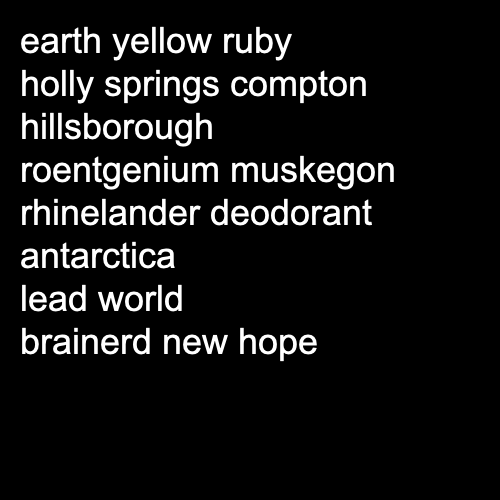 earth yellow ruby
holly springs compton
hillsborough
roentgenium muskegon
rhinelander deodorant
antarctica
lead world
brainerd new hope